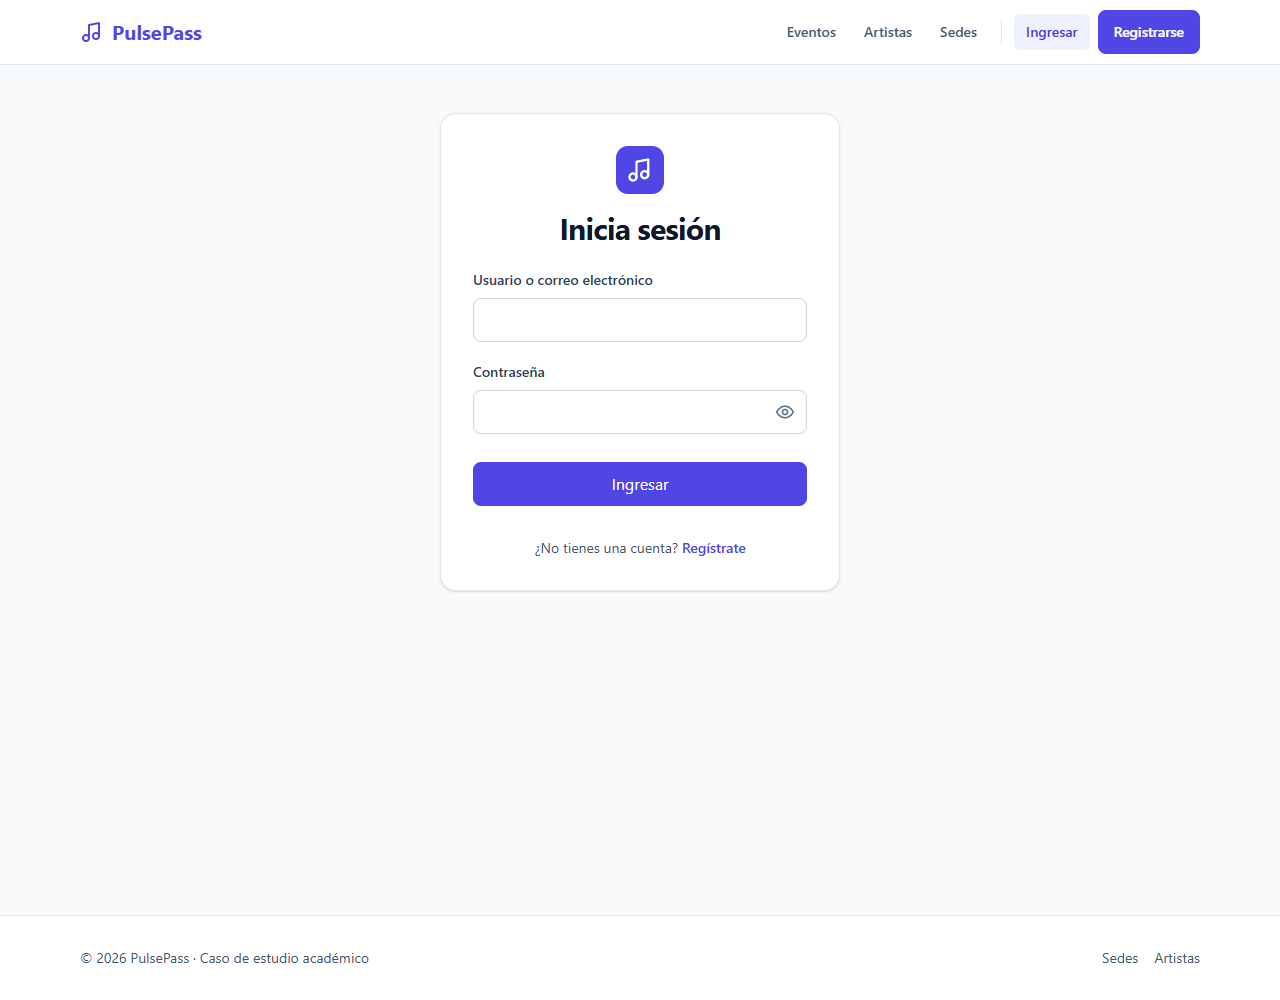 PulsePass
Eventos Artistas Sedes Ingresar Registrarse
Inicia sesión
Usuario o correo electrónico
Contraseña
Ingresar
¿No tienes una cuenta? Regístrate
© 2026 PulsePass · Caso de estudio académico
Sedes Artistas